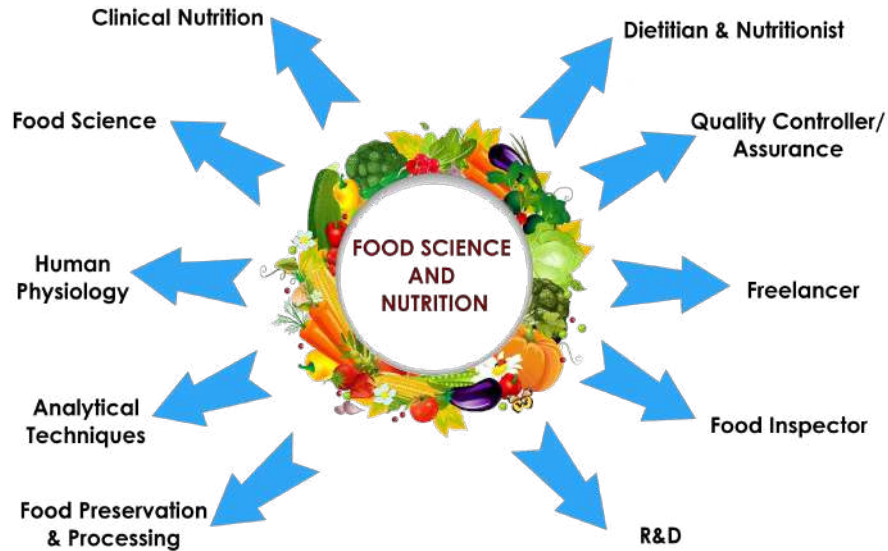 Clinical Nutrition
Dietitian & Nutritionist
Food Science
Quality Controller/
Assurance
FOOD SCIENCE
AND
NUTRITION
Human
Physiology
Freelancer
Analytical
Techniques
Food Inspector
Food Preservation
& Processing
R&D